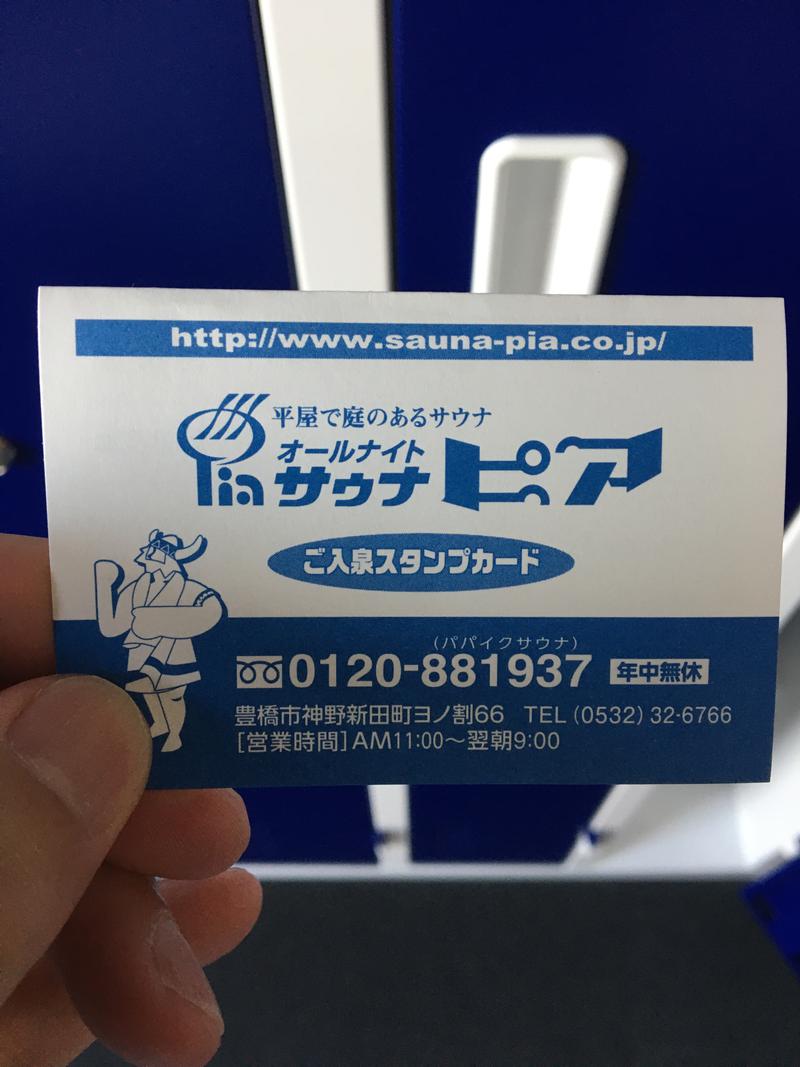 http://www.sauna-pia.co.jp/
平屋で庭のあるサウナ
Pia
オールナイト
サウナピア
ご入泉スタンプカード
(パパイクサウナ)
0120-881937 年中無休
豊橋市神野新田町ヨノ割66 TEL(0532)32-6766
[営業時間]AM11:00〜翌朝9:00